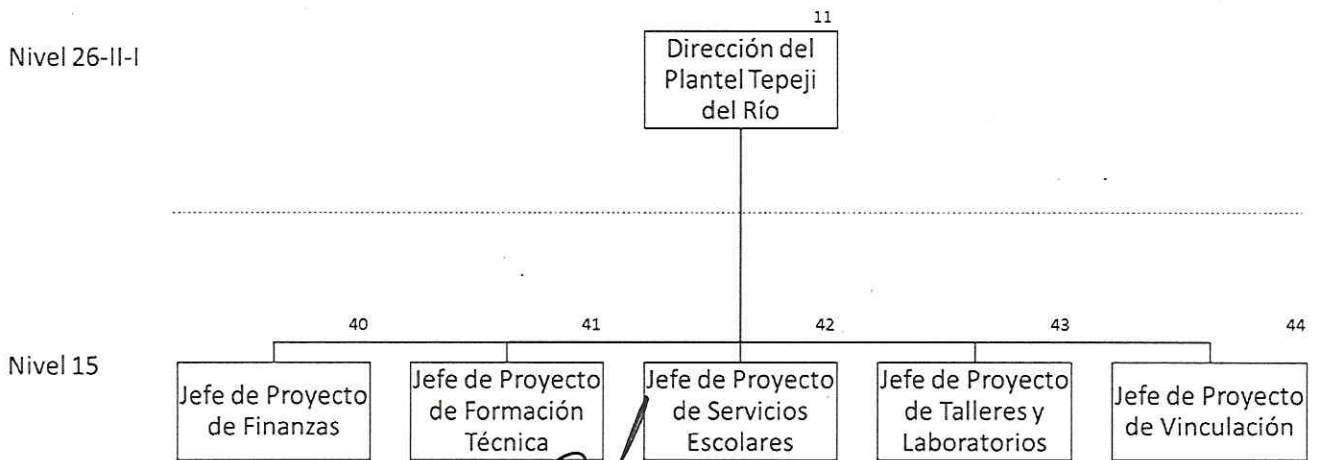 11
Nivel 26-II-I
Dirección del
Plantel Tepeji
del Río
40
41
42
43
44
Nivel 15
Jefe de Proyecto
de Finanzas
Jefe de Proyecto
de Formación
Técnica
Jefe de Proyecto
de Servicios
Escolares
Jefe de Proyecto
de Talleres y
Laboratorios
Jefe de Proyecto
de Vinculación